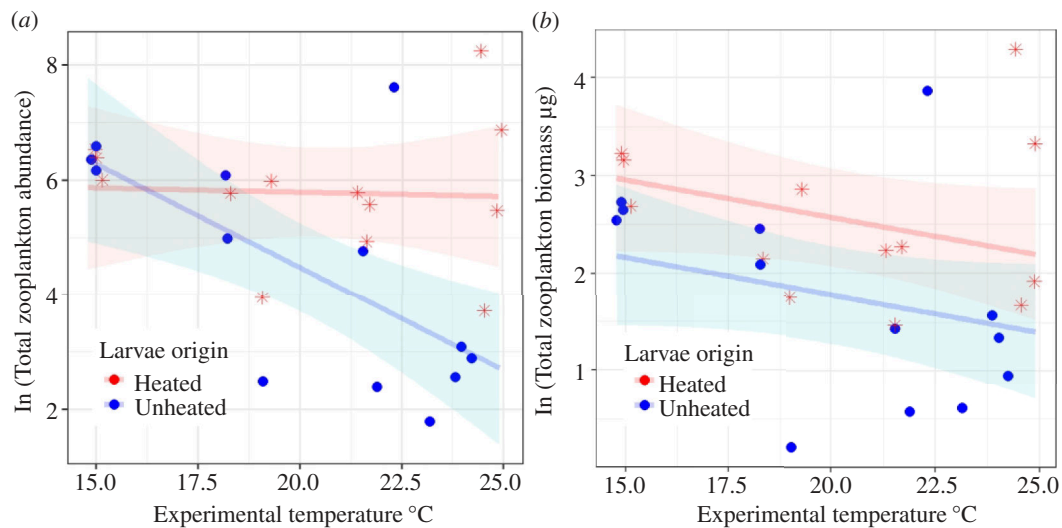 (a)
ln (Total zooplankton abundance)
8
6
4
2
Larvae origin
Heated
Unheated
15.0 17.5 20.0 22.5 25.0
Experimental temperature °C
(b)
ln (Total zooplankton biomass µg)
4
3
2
1
Larvae origin
Heated
Unheated
15.0 17.5 20.0 22.5 25.0
Experimental temperature °C